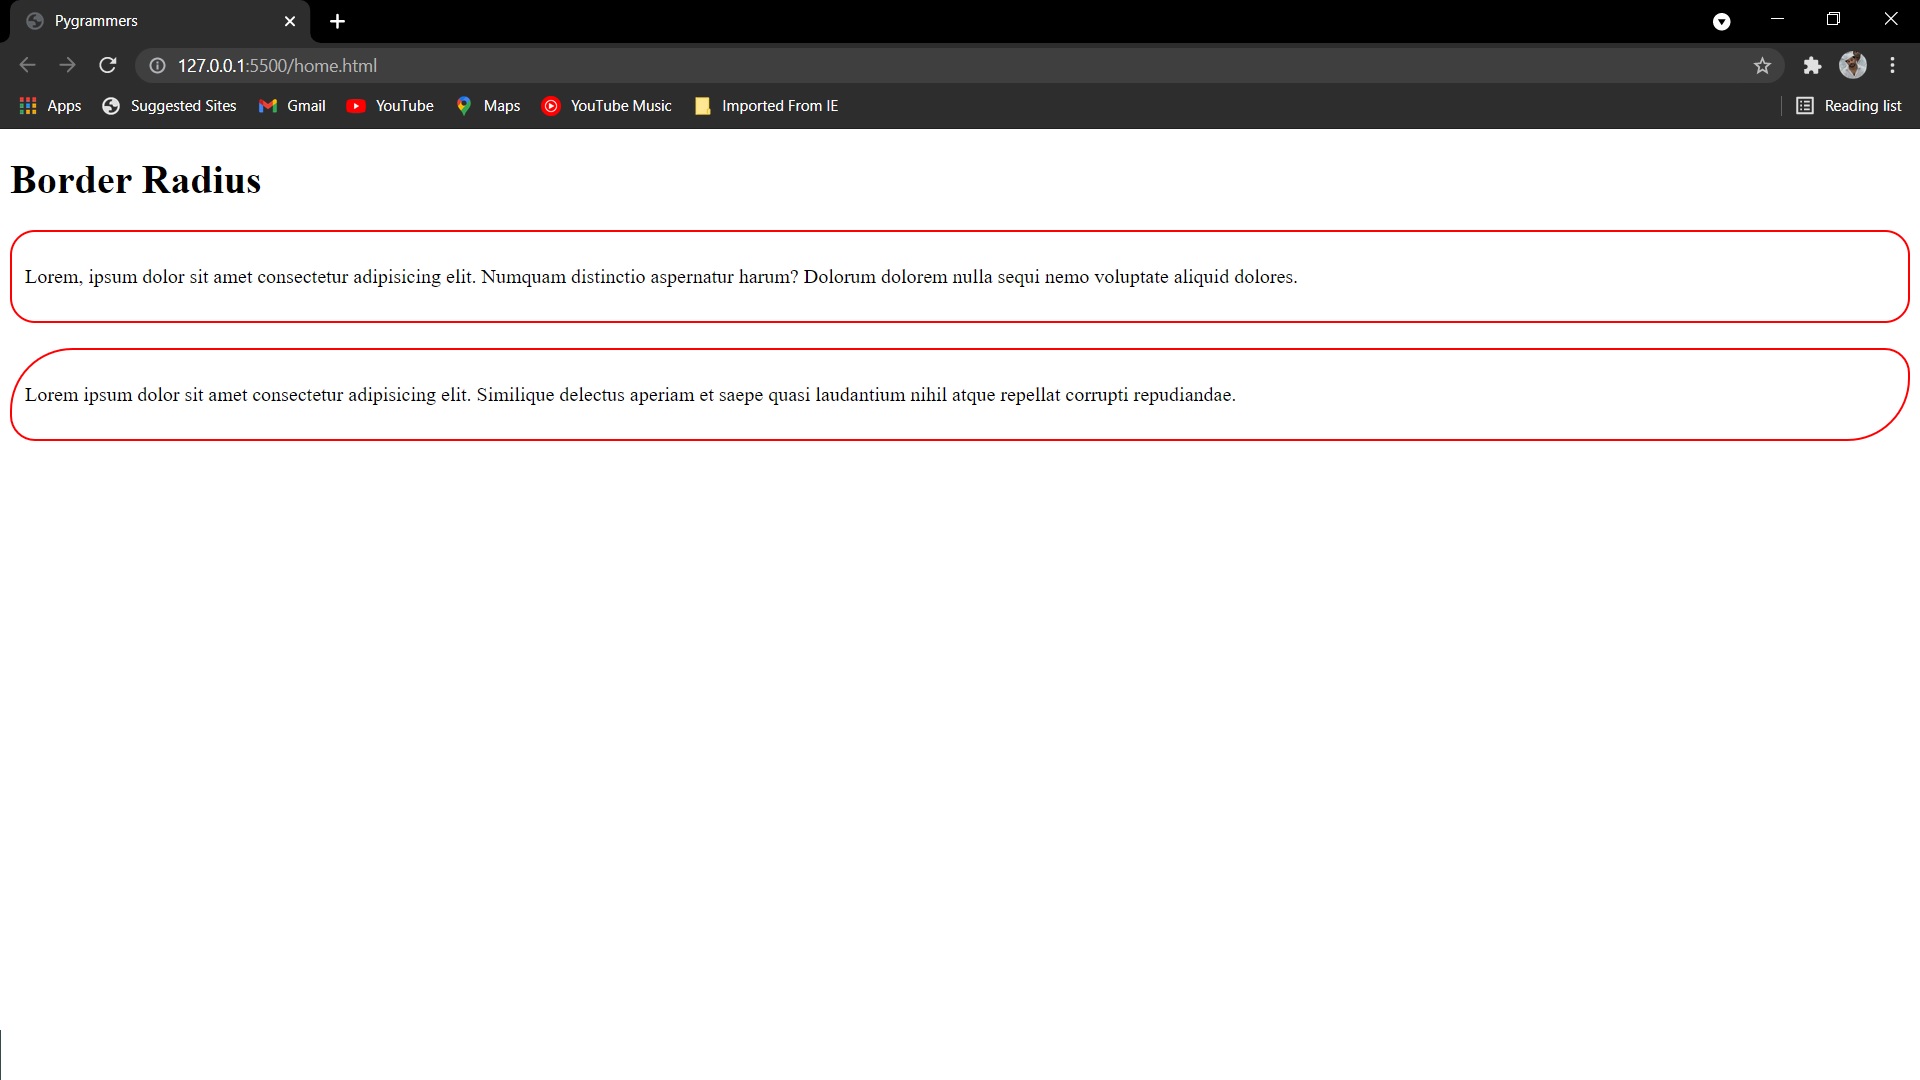 Pygrammers
127.0.0.1:5500/home.html
Apps Suggested Sites Gmail YouTube Maps YouTube Music Imported From IE Reading list
Border Radius
Lorem, ipsum dolor sit amet consectetur adipisicing elit. Numquam distinctio aspernatur harum? Dolorum dolorem nulla sequi nemo voluptate aliquid dolores.
Lorem ipsum dolor sit amet consectetur adipisicing elit. Similique delectus aperiam et saepe quasi laudantium nihil atque repellat corrupti repudiandae.